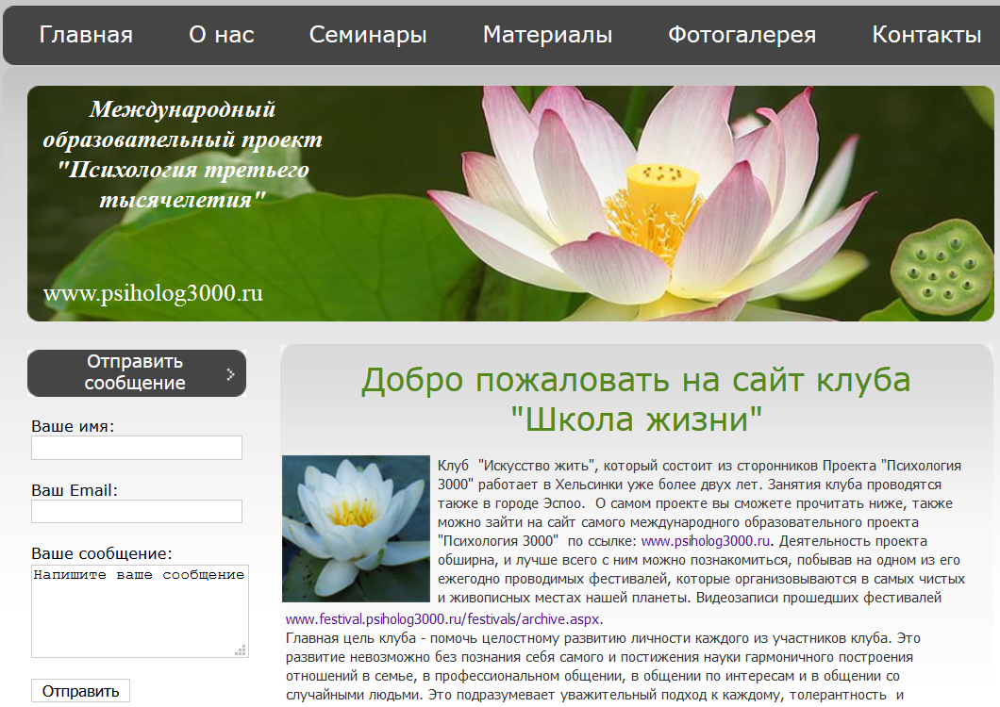 Главная О нас Семинары Материалы Фотогалерея Контакты
Международный
образовательный проект
"Психология третьего
тысячелетия"
www.psiholog3000.ru
Отправить
сообщение
Ваше имя:
Ваш Email:
Ваше сообщение:
Напишите ваше сообщение
Отправить
Добро пожаловать на сайт клуба
"Школа жизни"
Клуб "Искусство жить", который состоит из сторонников Проекта "Психология
3000" работает в Хельсинки уже более двух лет. Занятия клуба проводятся
также в городе Эспоо. О самом проекте вы сможете прочитать ниже, также
можно зайти на сайт самого международного образовательного проекта
"Психология 3000" по ссылке: www.psiholog3000.ru. Деятельность проекта
обширна, и лучше всего с ним можно познакомиться, побывав на одном из его
ежегодно проводимых фестивалей, которые организовываются в самых чистых
и живописных местах нашей планеты. Видеозаписи прошедших фестивалей
www.festival.psiholog3000.ru/festivals/archive.aspx.
Главная цель клуба - помочь целостному развитию личности каждого из участников клуба. Это
развитие невозможно без познания себя самого и постижения науки гармоничного построения
отношений в семье, в профессиональном общении, в общении по интересам и в общении со
случайными людьми. Это подразумевает уважительный подход к каждому, толерантность и